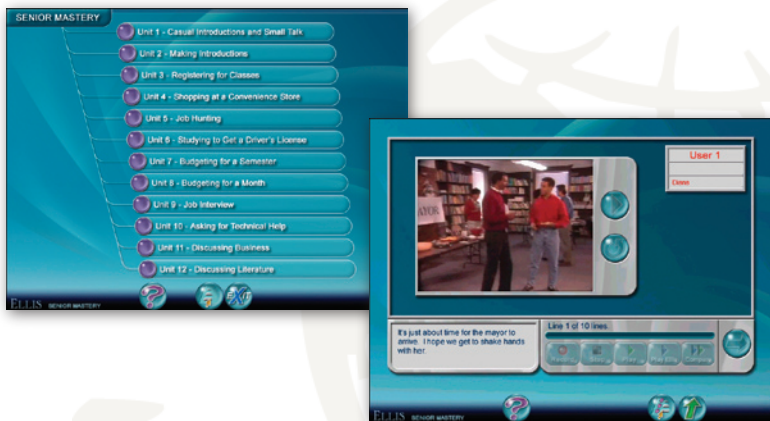 SENIOR MASTERY
Unit 1 - Casual Introductions and Small Talk
Unit 2 - Making Introductions
Unit 3 - Registering for Classes
Unit 4 - Shopping at a Convenience Store
Unit 5 - Job Hunting
Unit 6 - Studying to Get a Driver's License
Unit 7 - Budgeting for a Semester
Unit 8 - Budgeting for a Month
Unit 9 - Job Interview
Unit 10 - Asking for Technical Help
Unit 11 - Discussing Business
Unit 12 - Discussing Literature
EXIT
ELLIS SENIOR MASTERY
User 1
MAYOR
It's just about time for the mayor to
arrive. I hope we get to shake hands
with her.
Line 1 of 10 lines
ELLIS SENIOR MASTERY